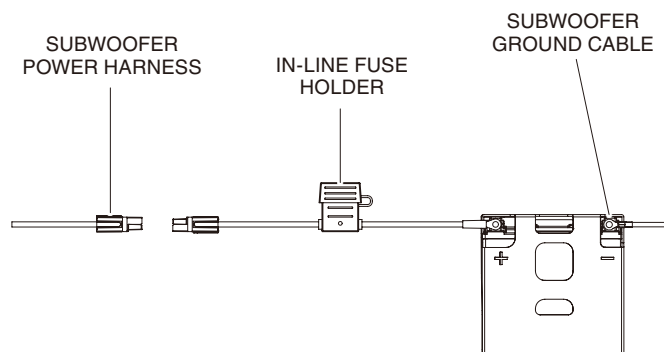 SUBWOOFER
POWER HARNESS
IN-LINE FUSE
HOLDER
SUBWOOFER
GROUND CABLE
+
−